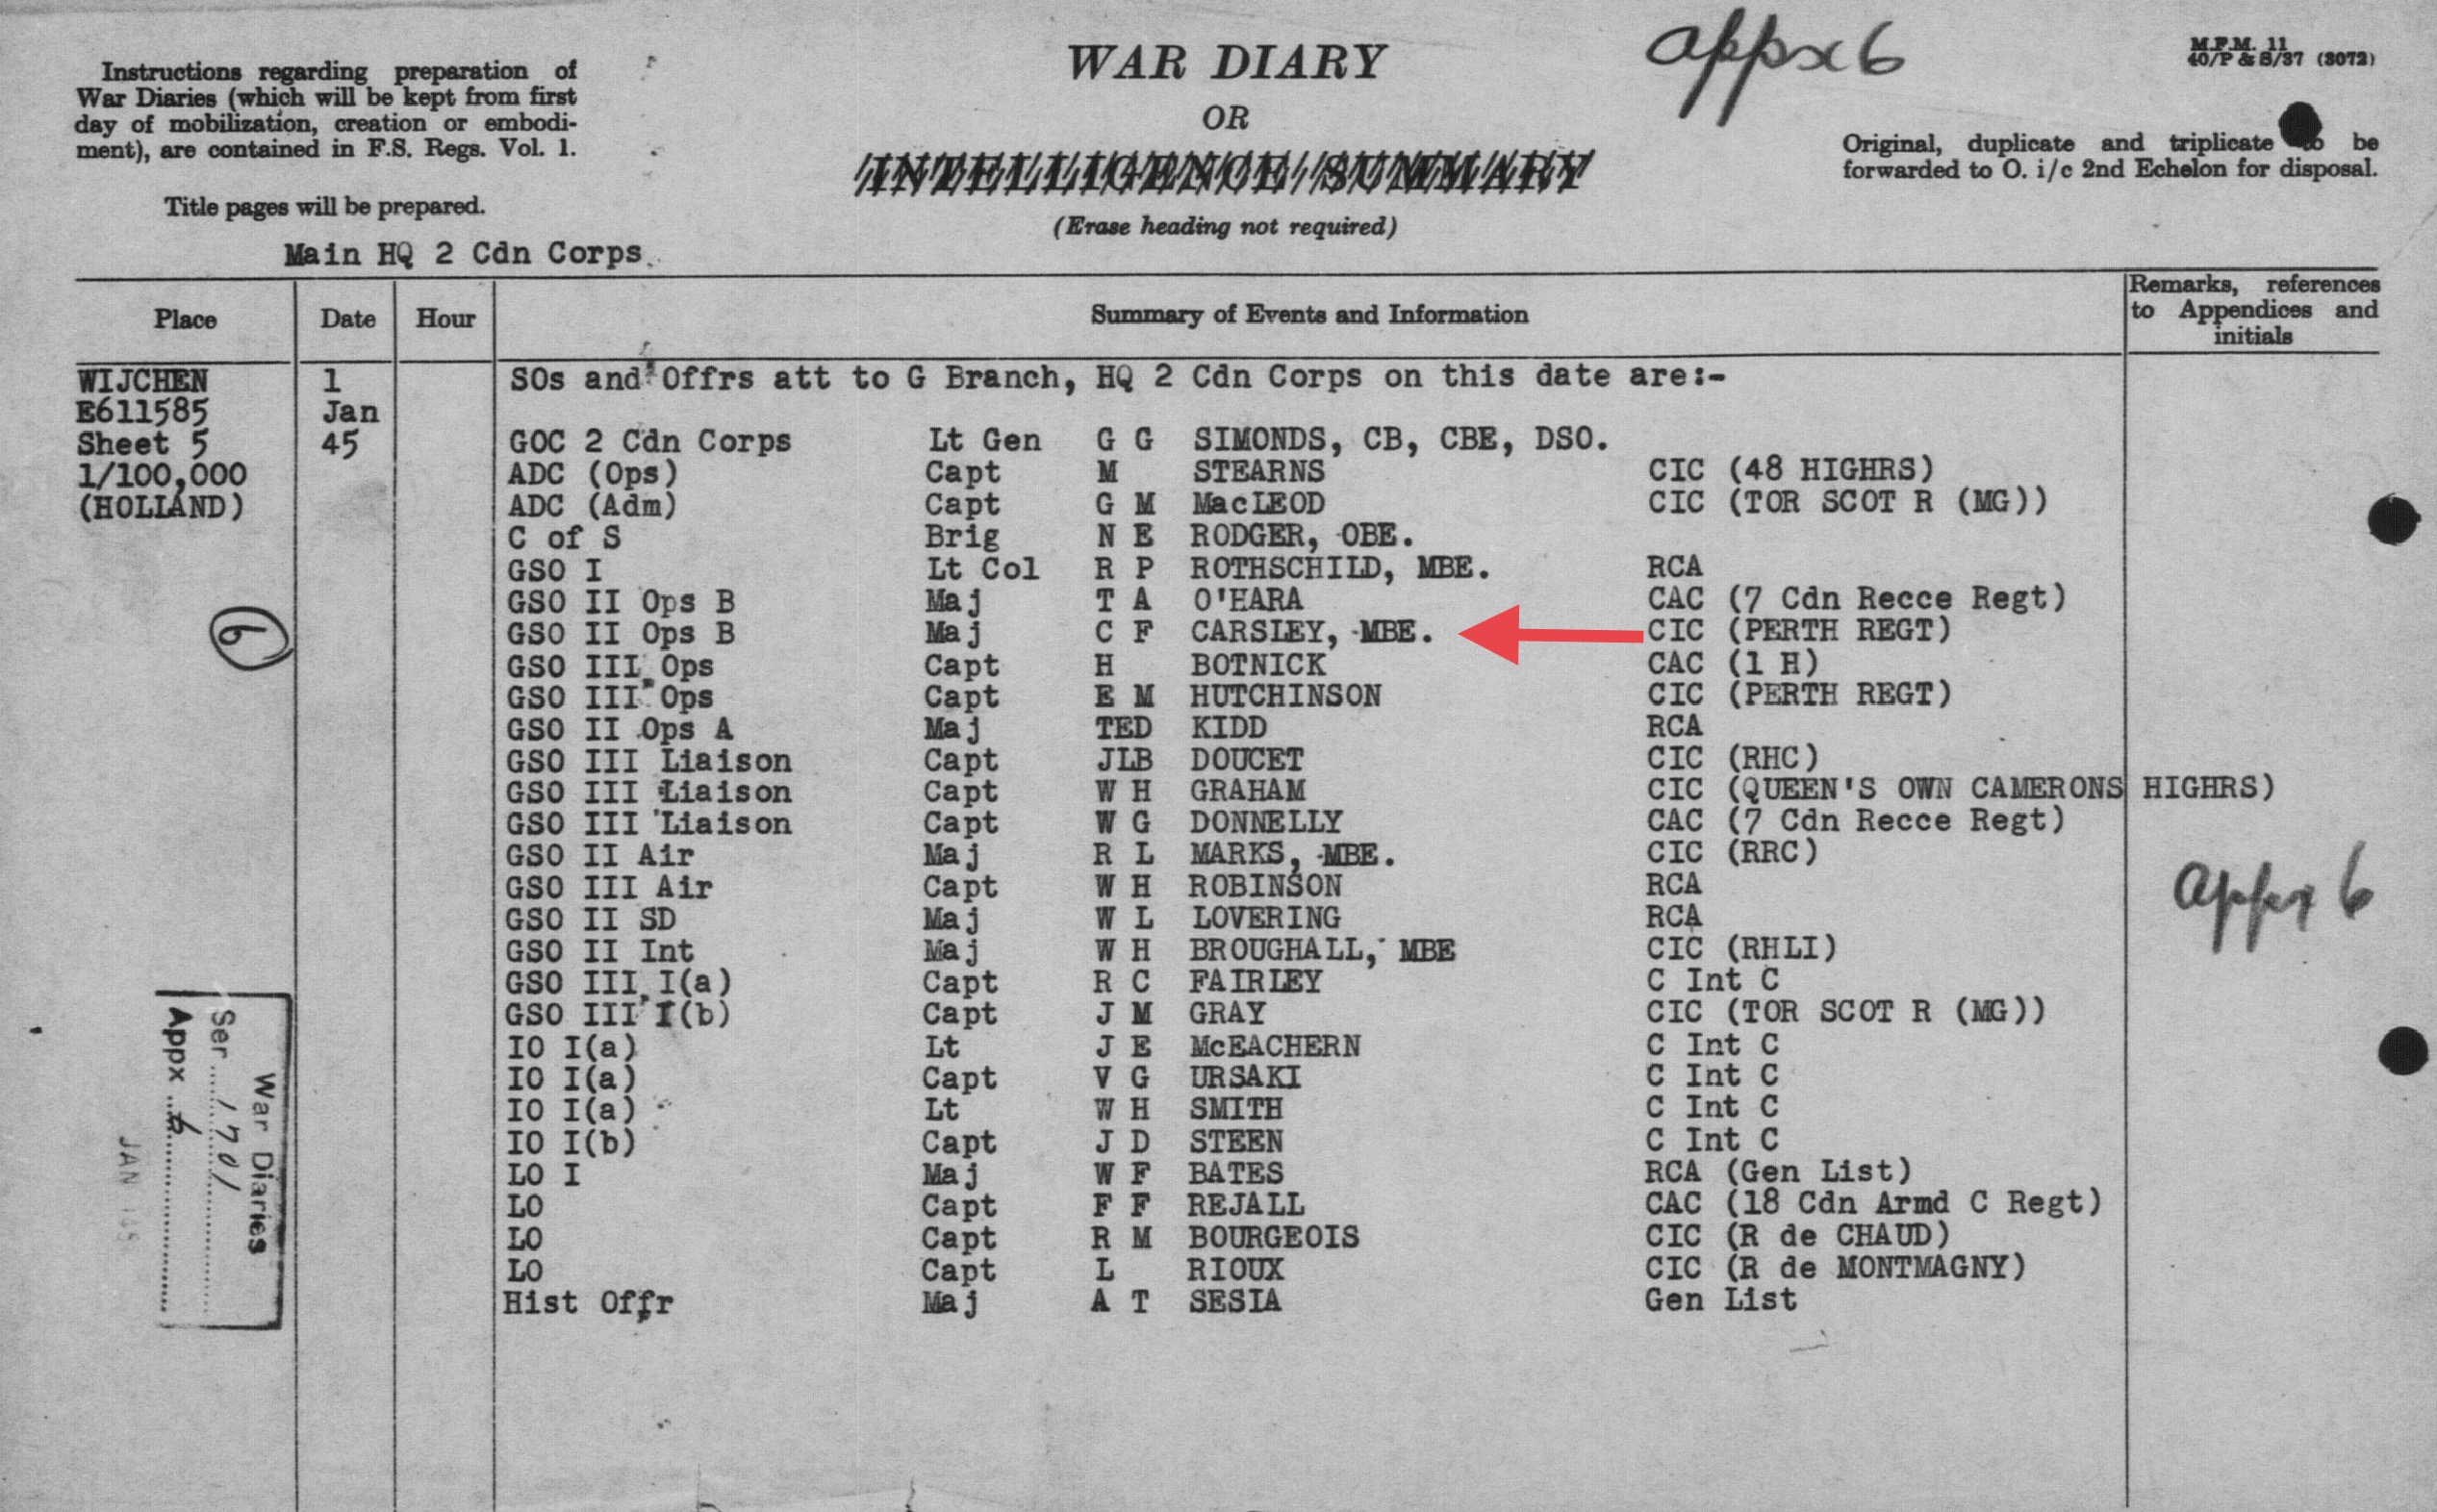 Instructions regarding preparation of
War Diaries (which will be kept from first
day of mobilization, creation or embodi-
ment), are contained in F.S. Regs. Vol. 1.
Title pages will be prepared.
WAR DIARY
OR
INTELLIGENCE SUMMARY
(Erase heading not required)
appx 6
M.F.M. 11
40/P & S/37 (3072)
Original, duplicate and triplicate to be
forwarded to O. i/c 2nd Echelon for disposal.
Main HQ 2 Cdn Corps.
Place Date Hour Summary of Events and Information Remarks, references
to Appendices and
initials
WIJCHEN 1 SOs and Offrs att to G Branch, HQ 2 Cdn Corps on this date are:-
E611585 Jan
Sheet 5 45 GOC 2 Cdn Corps Lt Gen G G SIMONDS, CB, CBE, DSO.
1/100,000 ADC (Ops) Capt M STEARNS CIC (48 HIGHRS)
(HOLLAND) ADC (Adm) Capt G M MacLEOD CIC (TOR SCOT R (MG))
C of S Brig N E RODGER, OBE.
GSO I Lt Col R P ROTHSCHILD, MBE. RCA
GSO II Ops B Maj T A O'HARA CAC (7 Cdn Recce Regt)
6 GSO II Ops B Maj C F CARSLEY, MBE. CIC (PERTH REGT)
GSO III Ops Capt H BOTNICK CAC (1 H)
GSO III Ops Capt E M HUTCHINSON CIC (PERTH REGT)
GSO II Ops A Maj TED KIDD RCA
GSO III Liaison Capt JLB DOUCET CIC (RHC)
GSO III Liaison Capt W H GRAHAM CIC (QUEEN'S OWN CAMERONS HIGHRS)
GSO III Liaison Capt W G DONNELLY CAC (7 Cdn Recce Regt)
GSO II Air Maj R L MARKS, MBE. CIC (RRC)
GSO III Air Capt W H ROBINSON RCA
appx 6
GSO II SD Maj W L LOVERING RCA
GSO II Int Maj W H BROUGHALL, MBE CIC (RHLI)
GSO III I(a) Capt R C FAIRLEY C Int C
GSO III I(b) Capt J M GRAY CIC (TOR SCOT R (MG))
IO I(a) Lt J E McEACHERN C Int C
IO I(a) Capt V G URSAKI C Int C
IO I(a) Lt W H SMITH C Int C
IO I(b) Capt J D STEEN C Int C
LO I Maj W F BATES RCA (Gen List)
LO Capt F F REJALL CAC (18 Cdn Armd C Regt)
LO Capt R M BOURGEOIS CIC (R de CHAUD)
LO Capt L RIOUX CIC (R de MONTMAGNY)
Hist Offr Maj A T SESIA Gen List
War Diaries
Ser. 1701
Appx 6
JAN